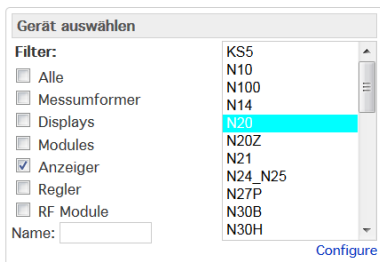 Gerät auswählen
Filter:
Alle
Messumformer
Displays
Modules
Anzeiger
Regler
RF Module
Name:
KS5
N10
N100
N14
N20
N20Z
N21
N24_N25
N27P
N30B
N30H
Configure